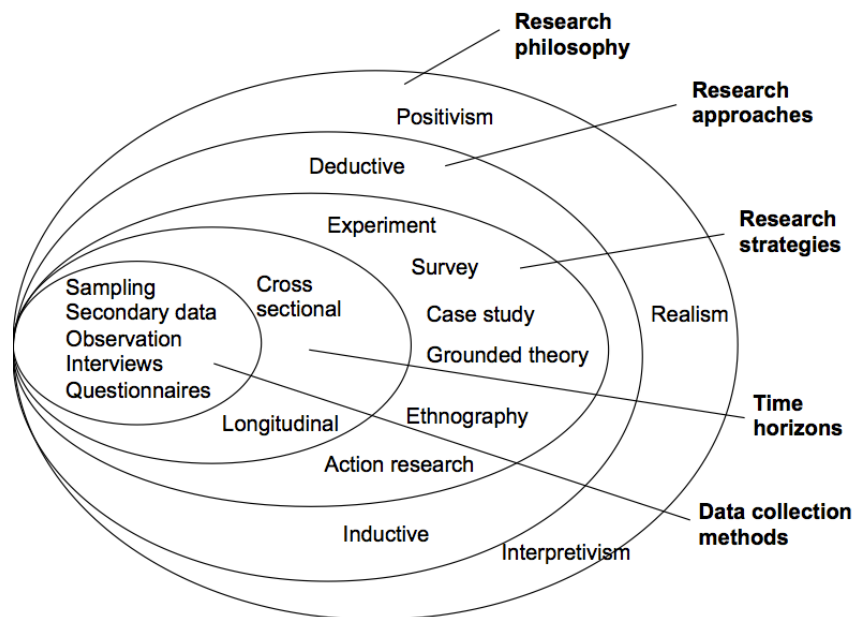 Research
philosophy
Research
approaches
Positivism
Deductive
Experiment
Research
strategies
Survey
Cross
sectional
Sampling
Secondary data
Observation
Interviews
Questionnaires
Case study
Realism
Grounded theory
Time
horizons
Ethnography
Longitudinal
Action research
Data collection
methods
Inductive
Interpretivism